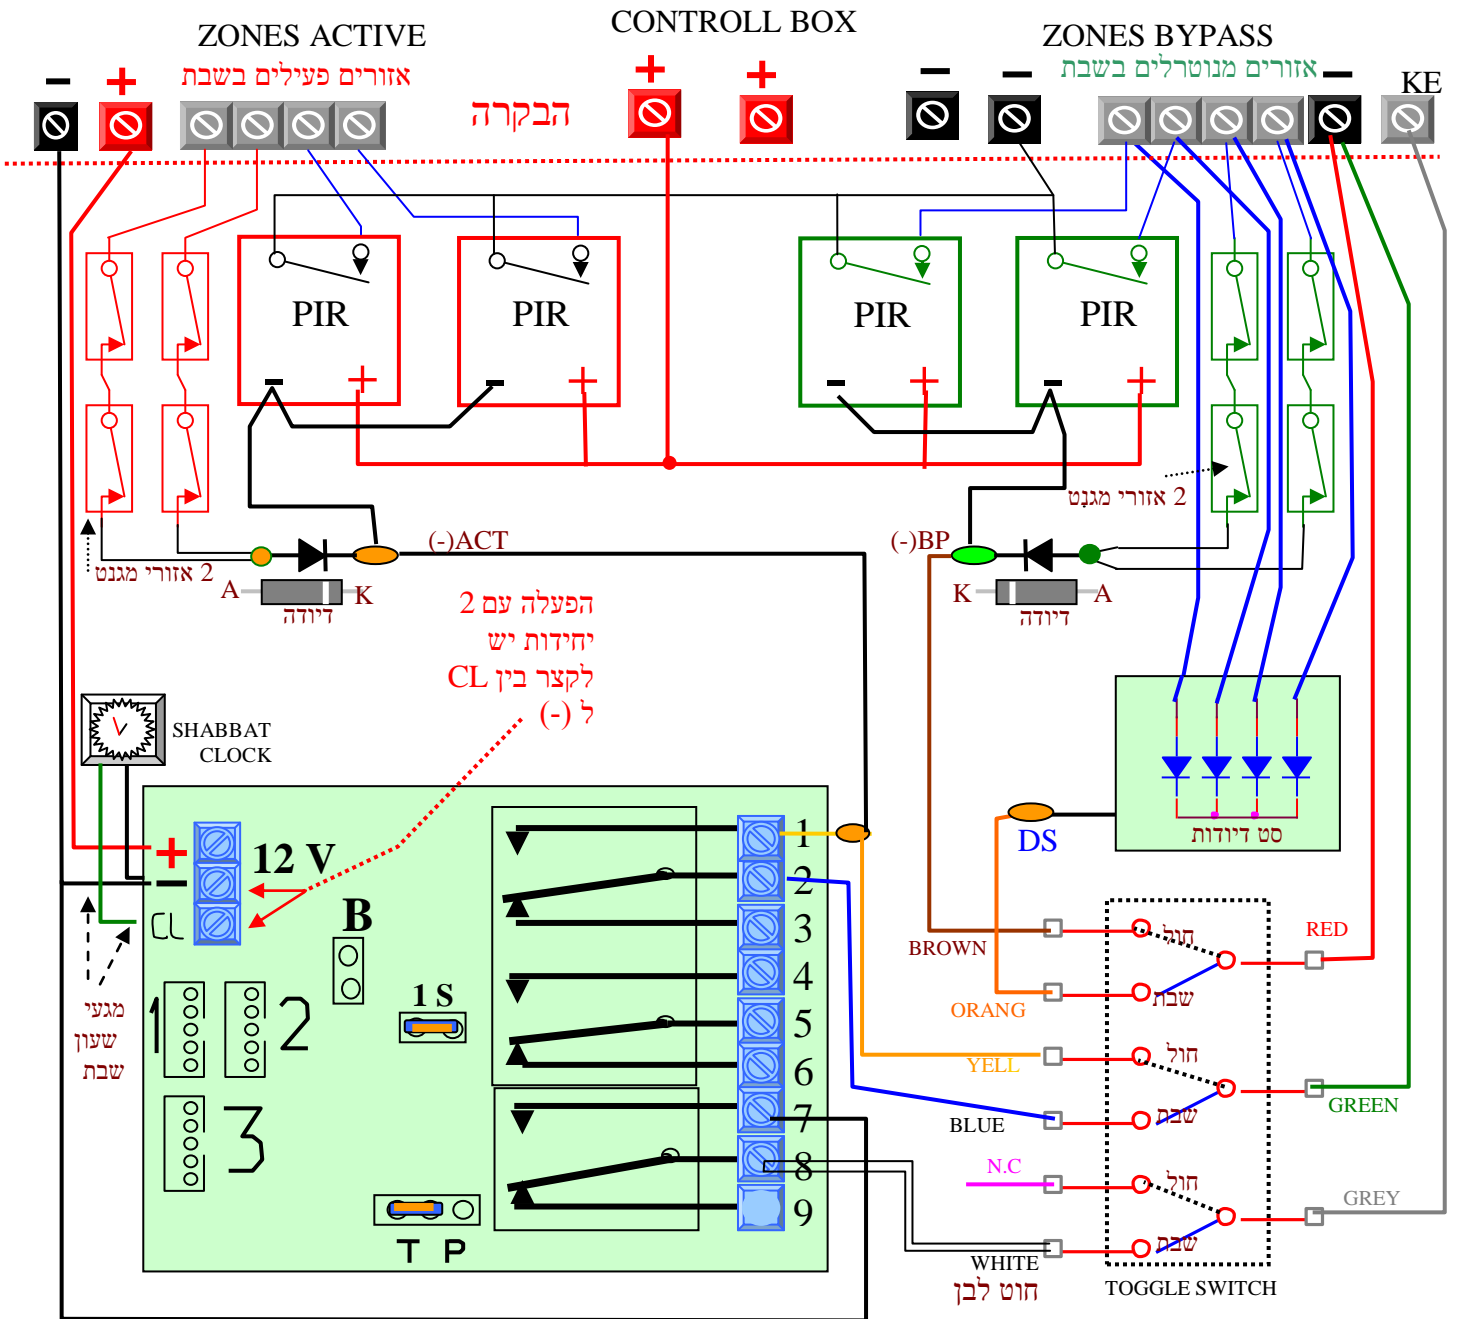 CONTROLL BOX
ZONES ACTIVE
ZONES BYPASS
אזורים פעילים בשבת
אזורים מנוטרלים בשבת
הבקרה
- +
+ +
- -
-
KE
PIR
PIR
PIR
PIR
- +
- +
- +
- +
2 אזורי מגנט
2 אזורי מגנט
(-)ACT
(-)BP
A
K
דיודה
K
A
דיודה
הפעלה עם 2
יחידות יש
לקצר בין CL
ל (-)
SHABBAT
CLOCK
+
-
CL
12 V
B
1 S
1
2
3
T P
מגעי
שעון
שבת
1
2
3
4
5
6
7
8
9
סט דיודות
DS
BROWN
ORANG
YELL
BLUE
N.C
WHITE
חוט לבן
חול
שבת
חול
שבת
חול
שבת
RED
GREEN
GREY
TOGGLE SWITCH